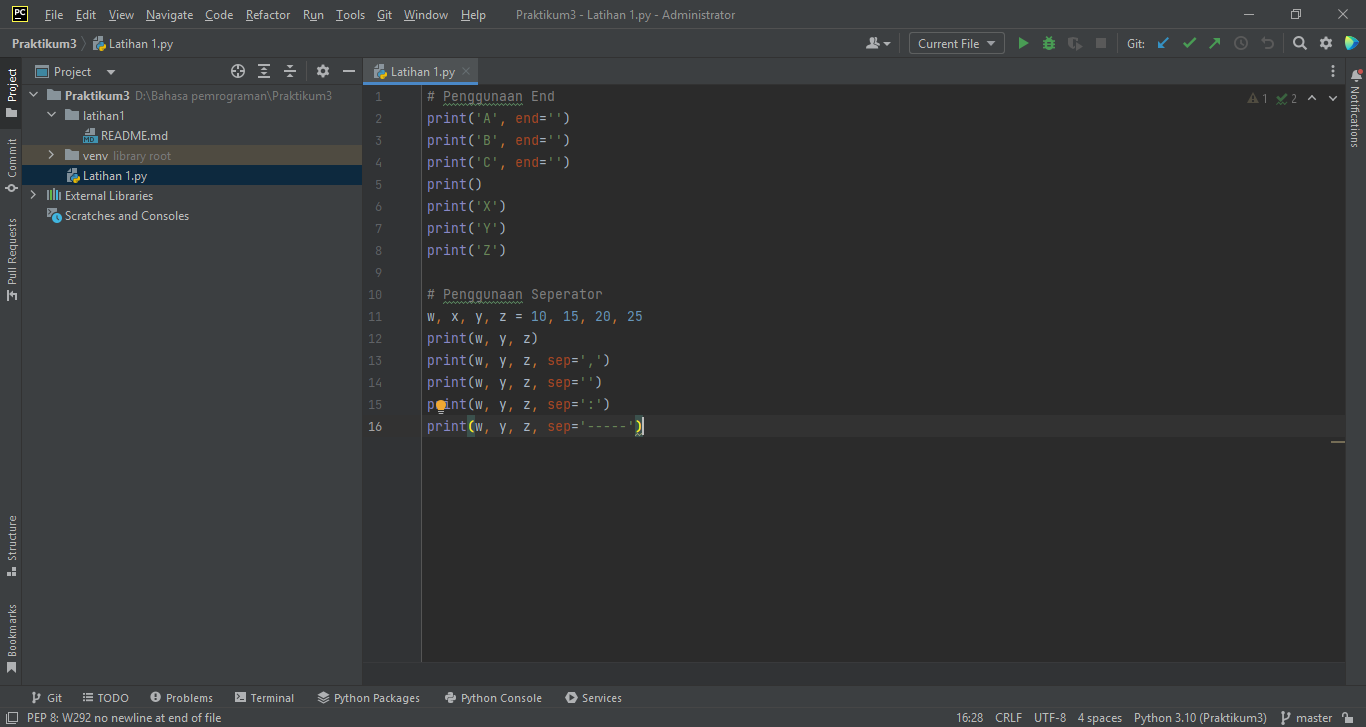 PC File Edit View Navigate Code Refactor Run Tools Git Window Help Praktikum3 - Latihan 1.py - Administrator
Praktikum3 Latihan 1.py Current File Git:
Project
Latihan 1.py
Project
Commit
Pull Requests
Structure
Bookmarks
Praktikum3 D:\Bahasa pemrograman\Praktikum3
latihan1
MD README.md
venv library root
Latihan 1.py
External Libraries
Scratches and Consoles
1 # Penggunaan End
2 print('A', end='')
3 print('B', end='')
4 print('C', end='')
5 print()
6 print('X')
7 print('Y')
8 print('Z')
9
10 # Penggunaan Seperator
11 w, x, y, z = 10, 15, 20, 25
12 print(w, y, z)
13 print(w, y, z, sep=',')
14 print(w, y, z, sep='')
15 print(w, y, z, sep=':')
16 print(w, y, z, sep='-----')
1 2
Notifications
Git TODO Problems Terminal Python Packages Python Console Services
PEP 8: W292 no newline at end of file 16:28 CRLF UTF-8 4 spaces Python 3.10 (Praktikum3) master